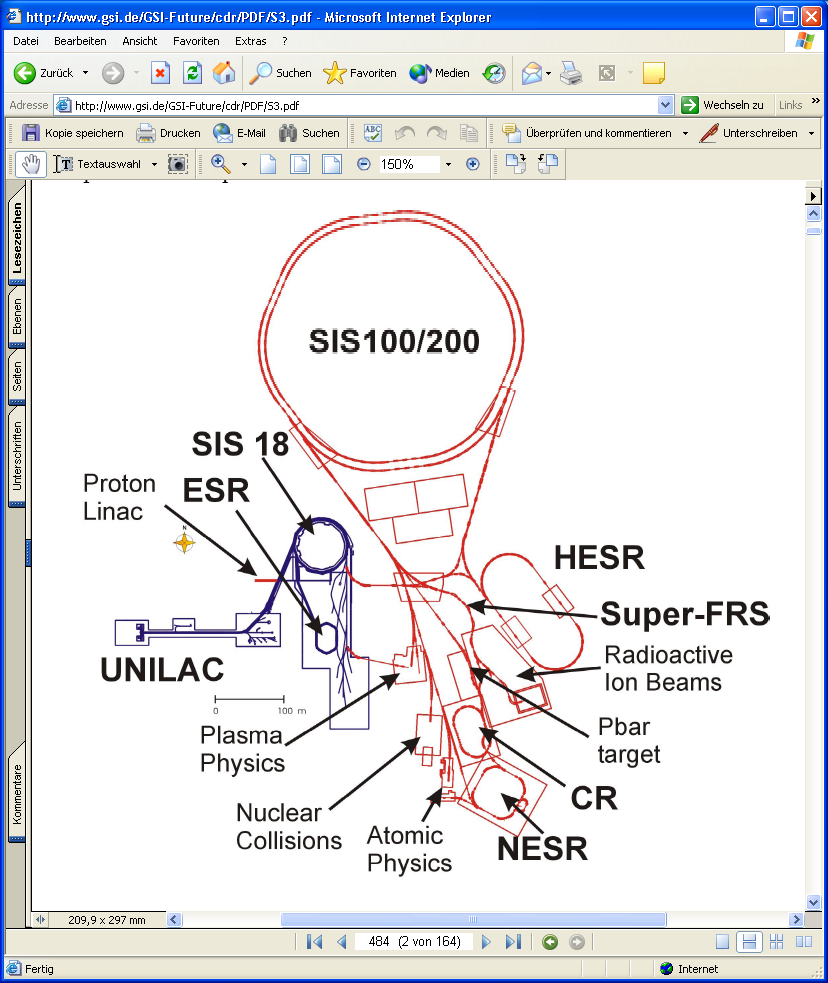 http://www.gsi.de/GSI-Future/cdr/PDF/S3.pdf - Microsoft Internet Explorer
Datei Bearbeiten Ansicht Favoriten Extras ?
Zurück Suchen Favoriten Medien
Adresse http://www.gsi.de/GSI-Future/cdr/PDF/S3.pdf Wechseln zu Links »
Kopie speichern Drucken E-Mail Suchen Überprüfen und kommentieren Unterschreiben
Textauswahl 150%
Lesezeichen
Ebenen
Seiten
Unterschriften
Kommentare
SIS100/200
SIS 18
ESR
Proton
Linac
N
HESR
Super-FRS
UNILAC
Radioactive
Ion Beams
0 100 m
Plasma
Physics
Pbar
target
CR
Nuclear
Collisions
Atomic
Physics
NESR
209,9 x 297 mm
484 (2 von 164)
Fertig Internet